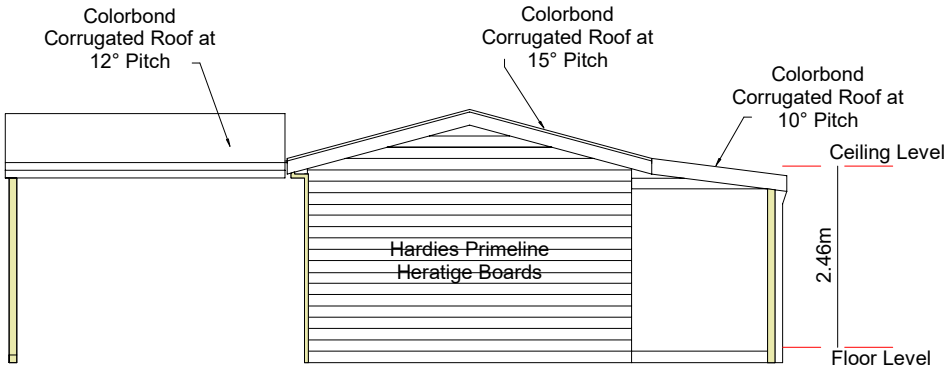 Colorbond
Corrugated Roof at
12° Pitch
Colorbond
Corrugated Roof at
15° Pitch
Colorbond
Corrugated Roof at
10° Pitch
Ceiling Level
Hardies Primeline
Heratige Boards
2.46m
Floor Level